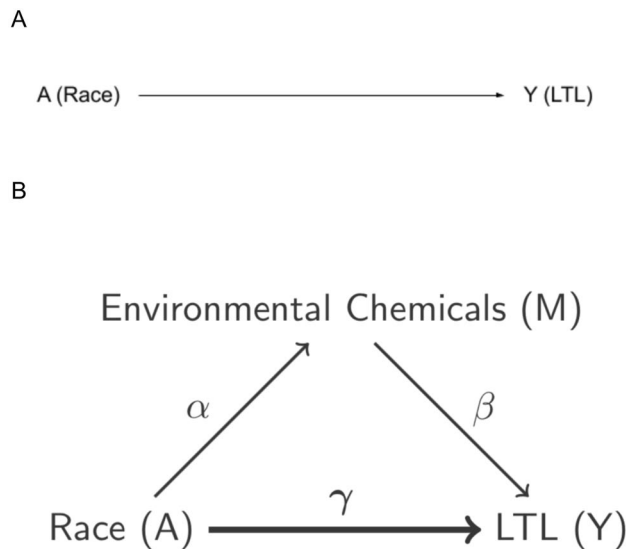 A
A (Race) Y (LTL)
B
Environmental Chemicals (M)
α β
γ
Race (A) LTL (Y)